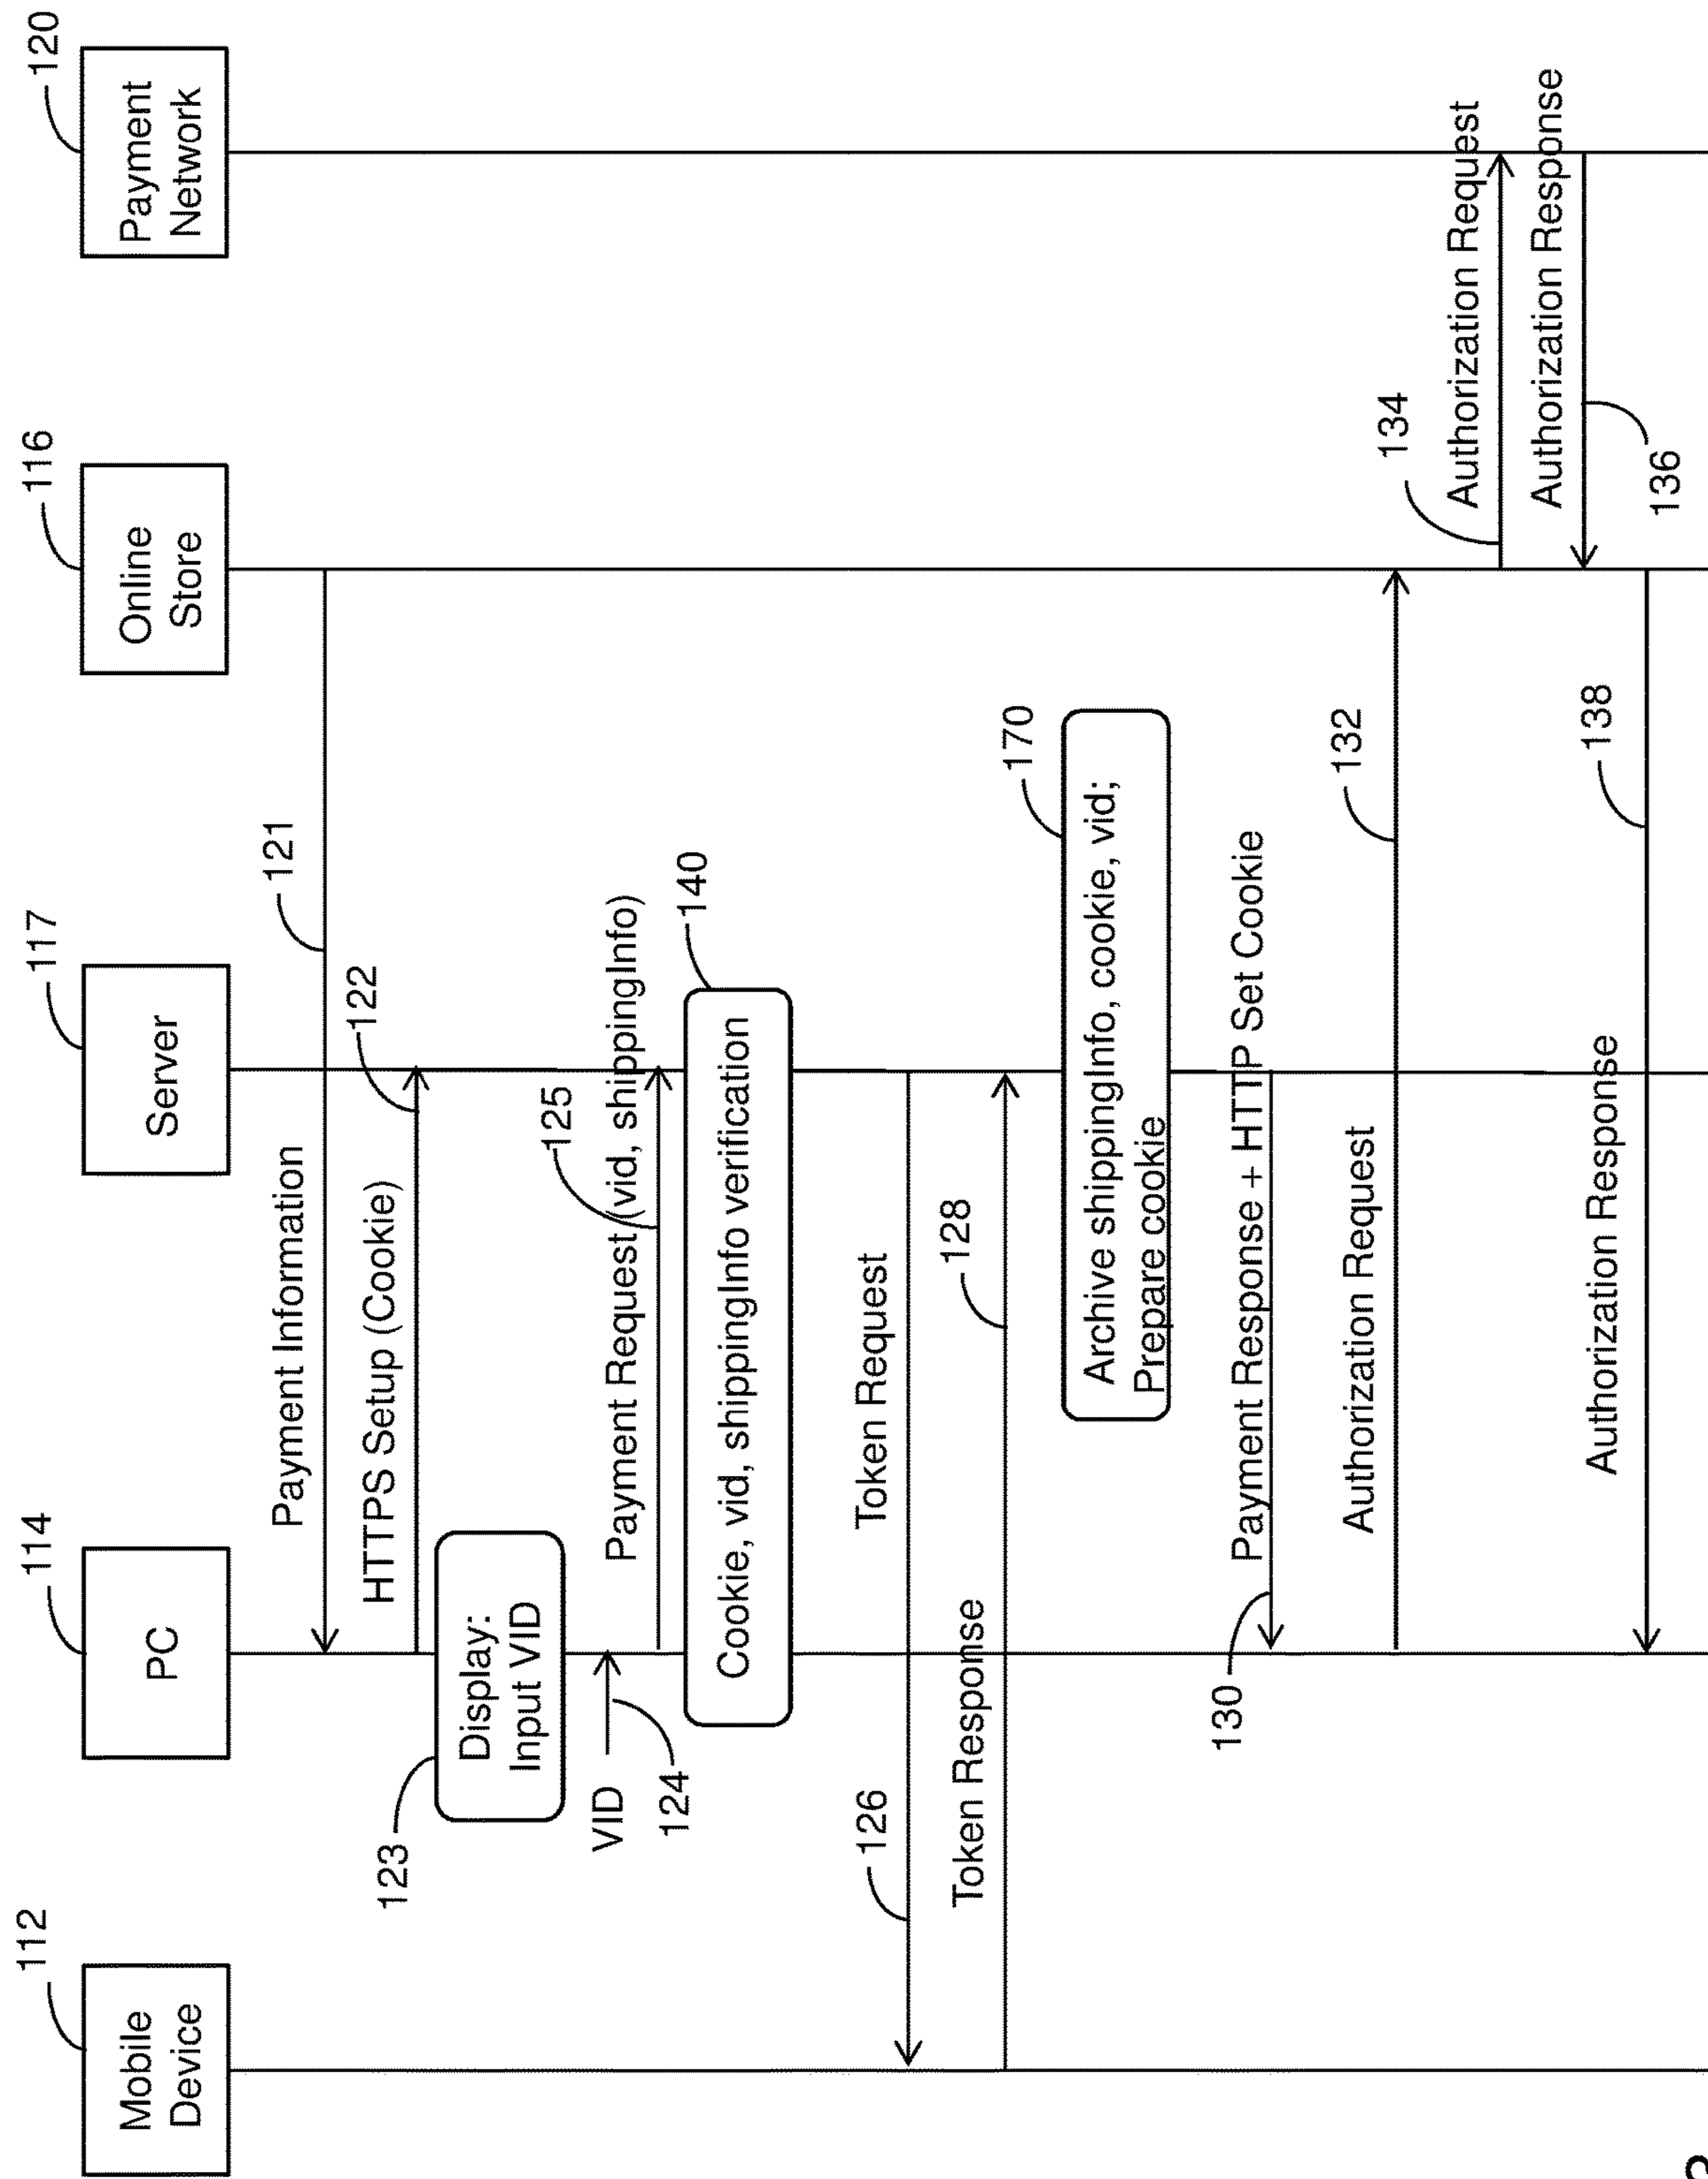 112
Mobile
Device
114
PC
117
Server
116
Online
Store
120
Payment
Network
Payment Information
121
HTTPS Setup (Cookie)
122
123
Display:
Input VID
VID
124
Payment Request (vid, shippingInfo)
125
Cookie, vid, shippingInfo verification
140
126
Token Request
Token Response
128
170
Archive shippingInfo, cookie, vid;
Prepare cookie
130
Payment Response + HTTP Set Cookie
Authorization Request
132
134
Authorization Request
Authorization Response
136
Authorization Response
138